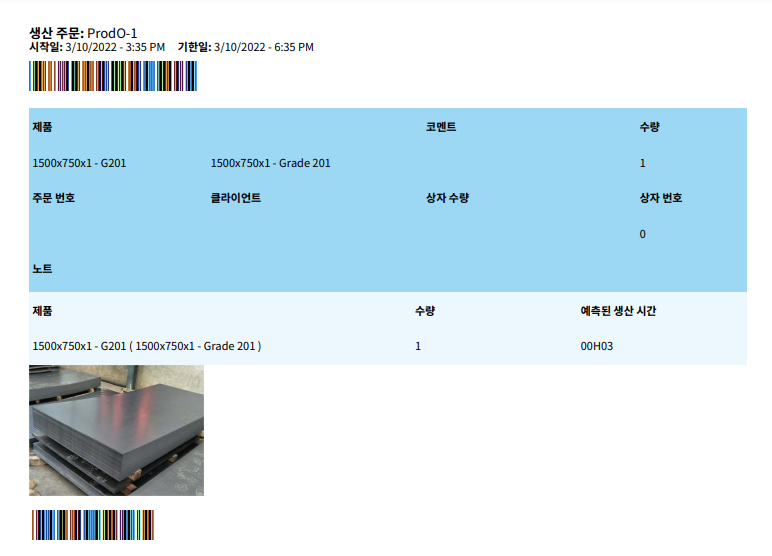 생산 주문: ProdO-1
시작일: 3/10/2022 - 3:35 PM 기한일: 3/10/2022 - 6:35 PM
제품 코멘트 수량
1500x750x1 - G201 1500x750x1 - Grade 201 1
주문 번호 클라이언트 상자 수량 상자 번호
0
노트
제품 수량 예측된 생산 시간
1500x750x1 - G201 ( 1500x750x1 - Grade 201 ) 1 00H03